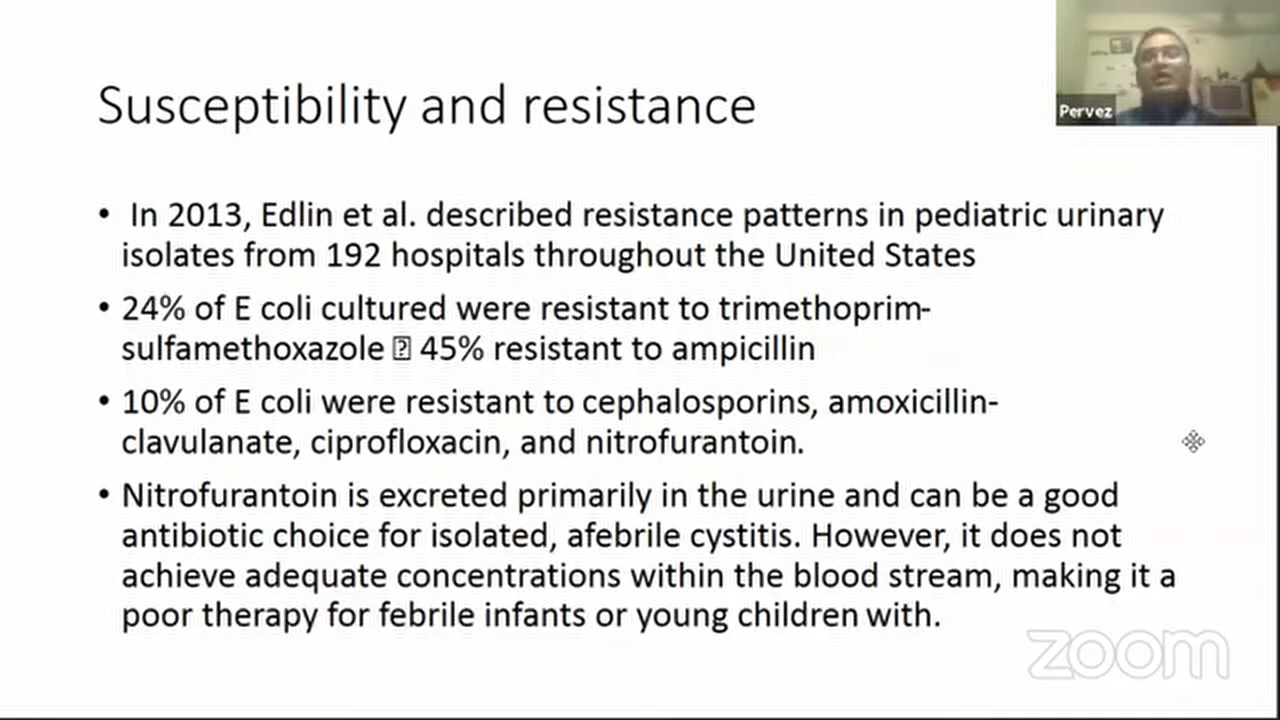 Susceptibility and resistance
Pervez
• In 2013, Edlin et al. described resistance patterns in pediatric urinary
isolates from 192 hospitals throughout the United States
• 24% of E coli cultured were resistant to trimethoprim-
sulfamethoxazole ⍰ 45% resistant to ampicillin
• 10% of E coli were resistant to cephalosporins, amoxicillin-
clavulanate, ciprofloxacin, and nitrofurantoin.
• Nitrofurantoin is excreted primarily in the urine and can be a good
antibiotic choice for isolated, afebrile cystitis. However, it does not
achieve adequate concentrations within the blood stream, making it a
poor therapy for febrile infants or young children with.
zoom